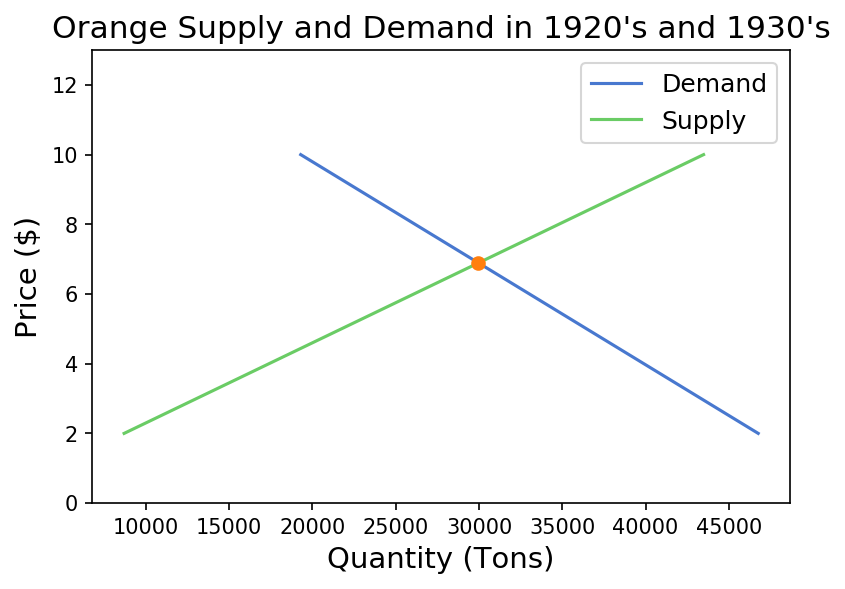 Orange Supply and Demand in 1920's and 1930's
Demand
Supply
12
10
8
6
4
2
0
Price ($)
10000 15000 20000 25000 30000 35000 40000 45000
Quantity (Tons)